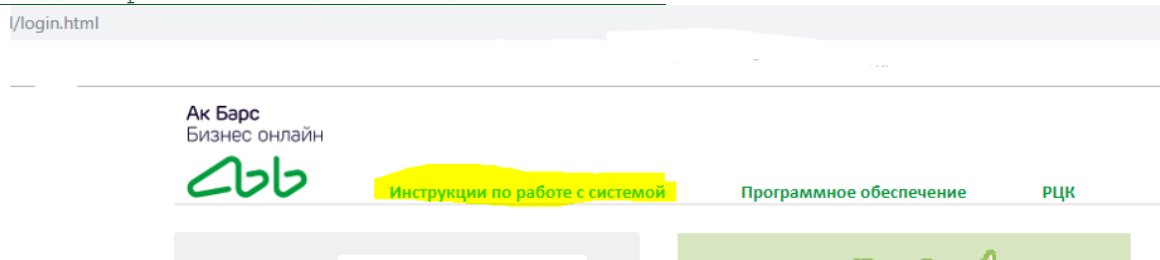 l/login.html
Ак Барс
Бизнес онлайн
Инструкции по работе с системой Программное обеспечение РЦК